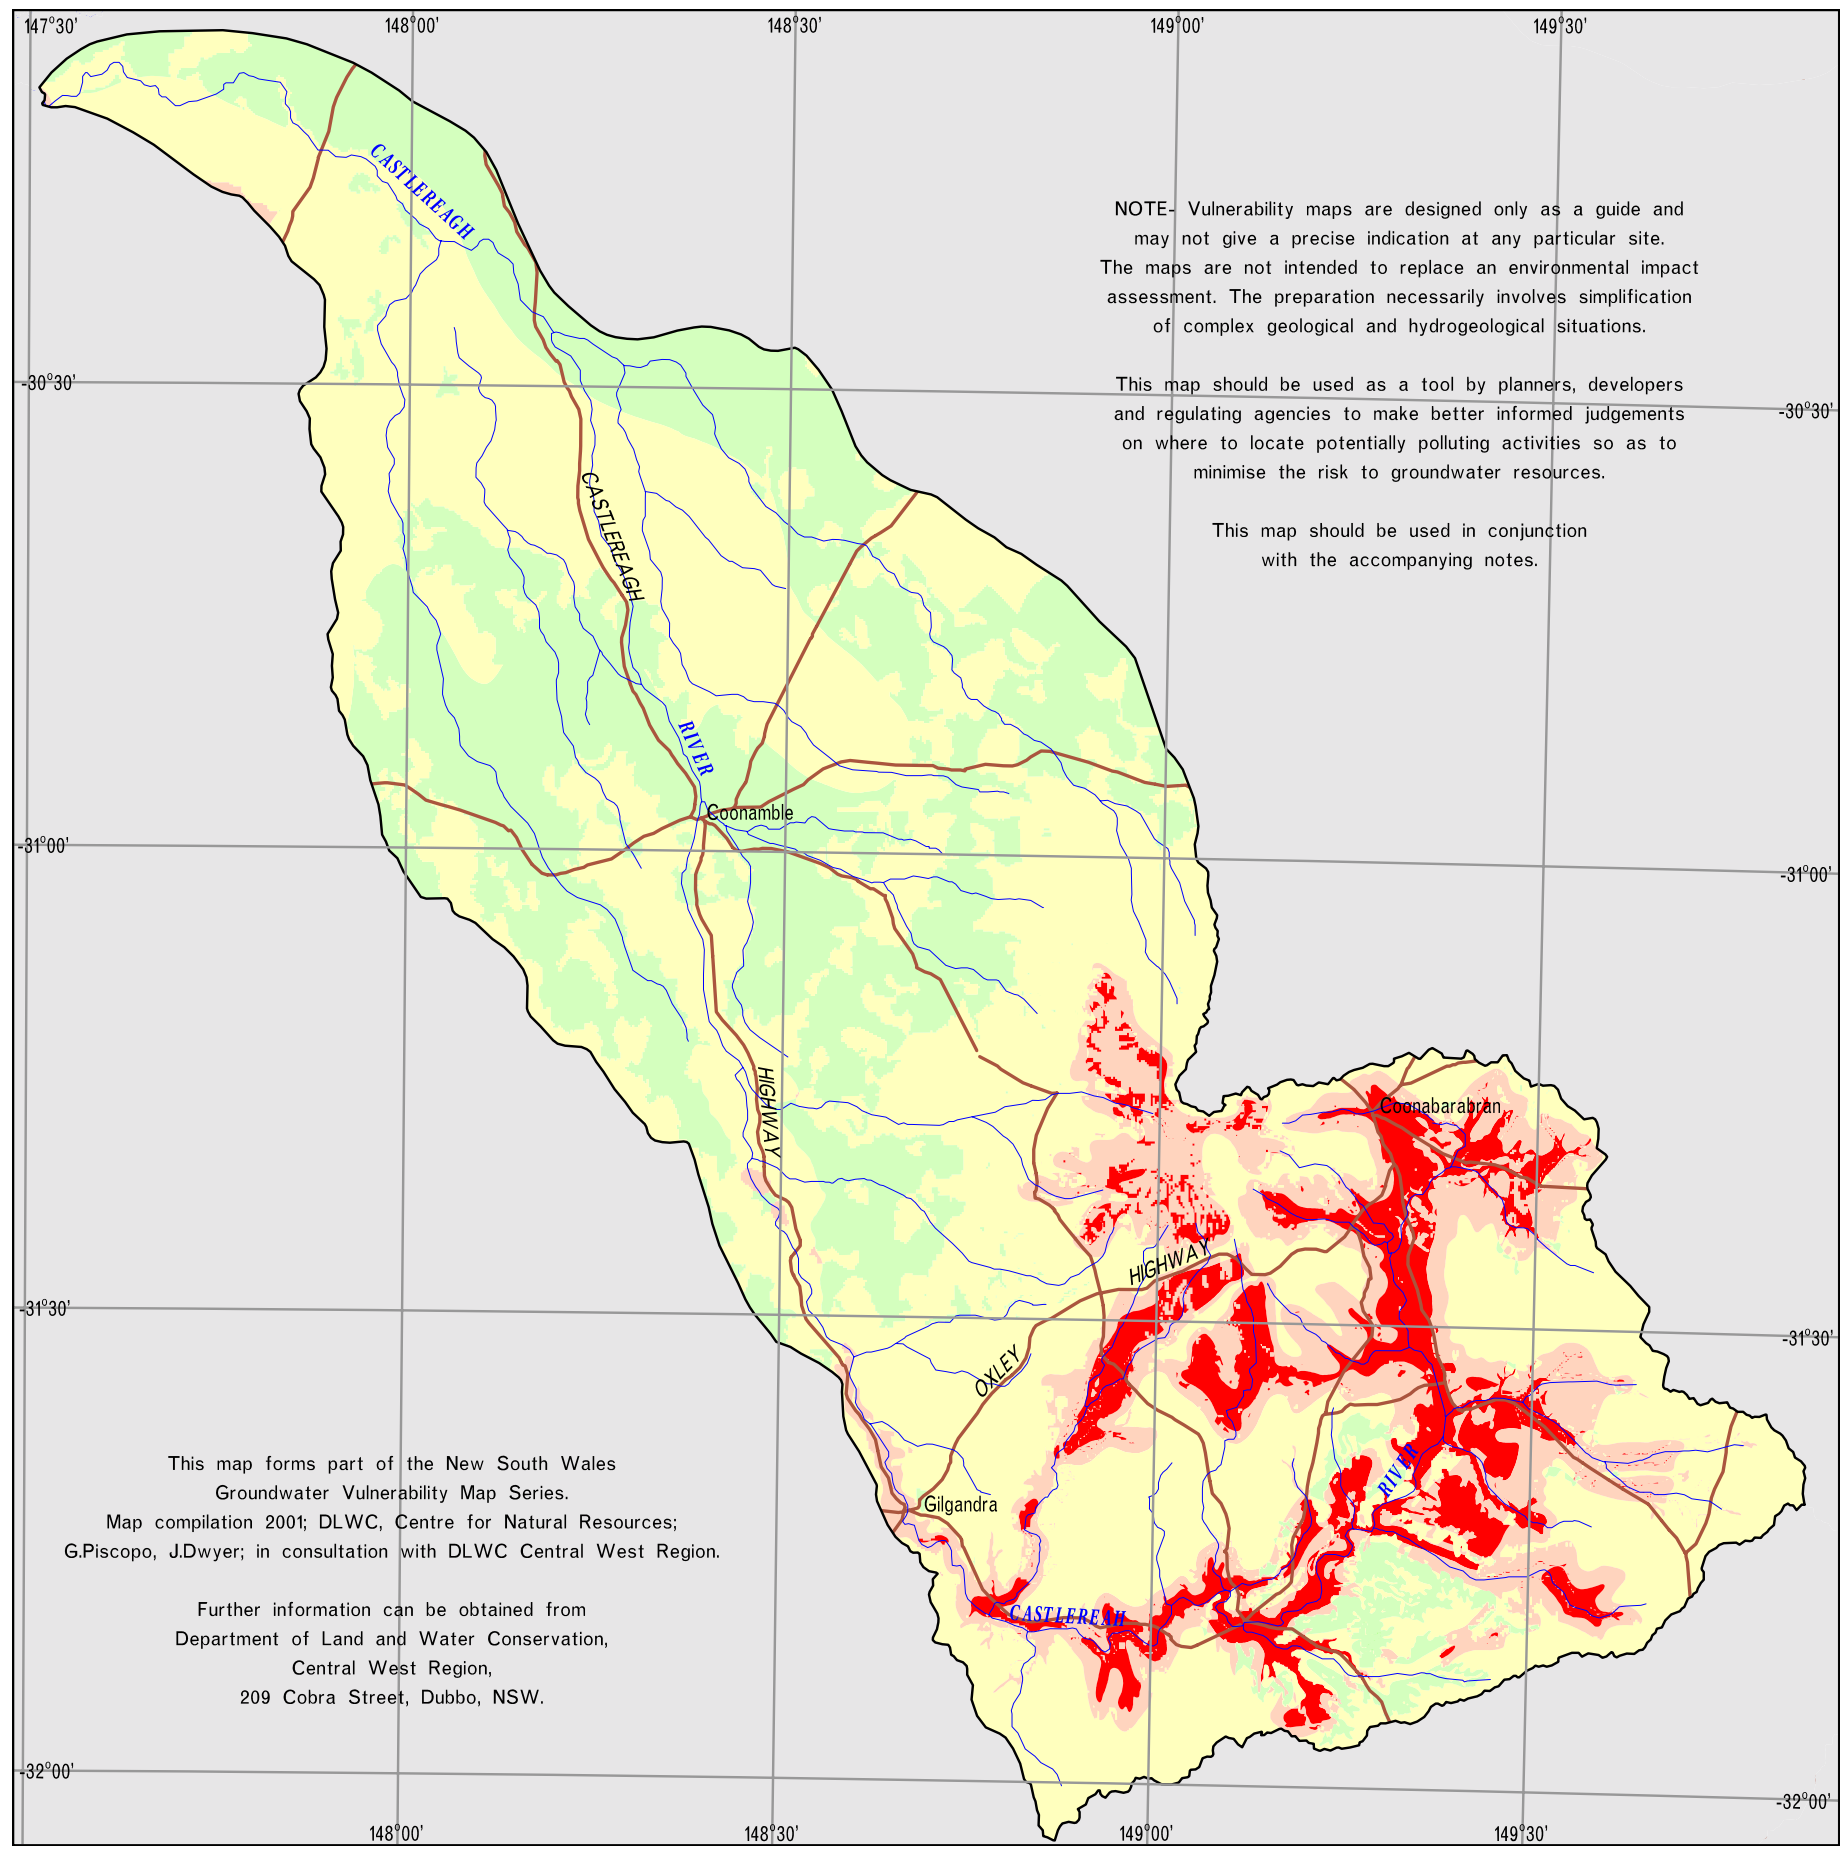 147°30'
148°00'
148°30'
149°00'
149°30'
CASTLEREAGH
NOTE- Vulnerability maps are designed only as a guide and
may not give a precise indication at any particular site.
The maps are not intended to replace an environmental impact
assessment. The preparation necessarily involves simplification
of complex geological and hydrogeological situations.
-30°30'
This map should be used as a tool by planners, developers
-30°30'
and regulating agencies to make better informed judgements
on where to locate potentially polluting activities so as to
minimise the risk to groundwater resources.
This map should be used in conjunction
with the accompanying notes.
CASTLEREAGH
RIVER
Coonamble
-31°00'
-31°00'
HIGHWAY
Coonabarabran
HIGHWAY
-31°30'
-31°30'
OXLEY
RIVER
Gilgandra
This map forms part of the New South Wales
Groundwater Vulnerability Map Series.
Map compilation 2001; DLWC, Centre for Natural Resources;
G.Piscopo, J.Dwyer; in consultation with DLWC Central West Region.
CASTLEREAH
Further information can be obtained from
Department of Land and Water Conservation,
Central West Region,
209 Cobra Street, Dubbo, NSW.
-32°00'
-32°00'
148°00'
148°30'
149°00'
149°30'